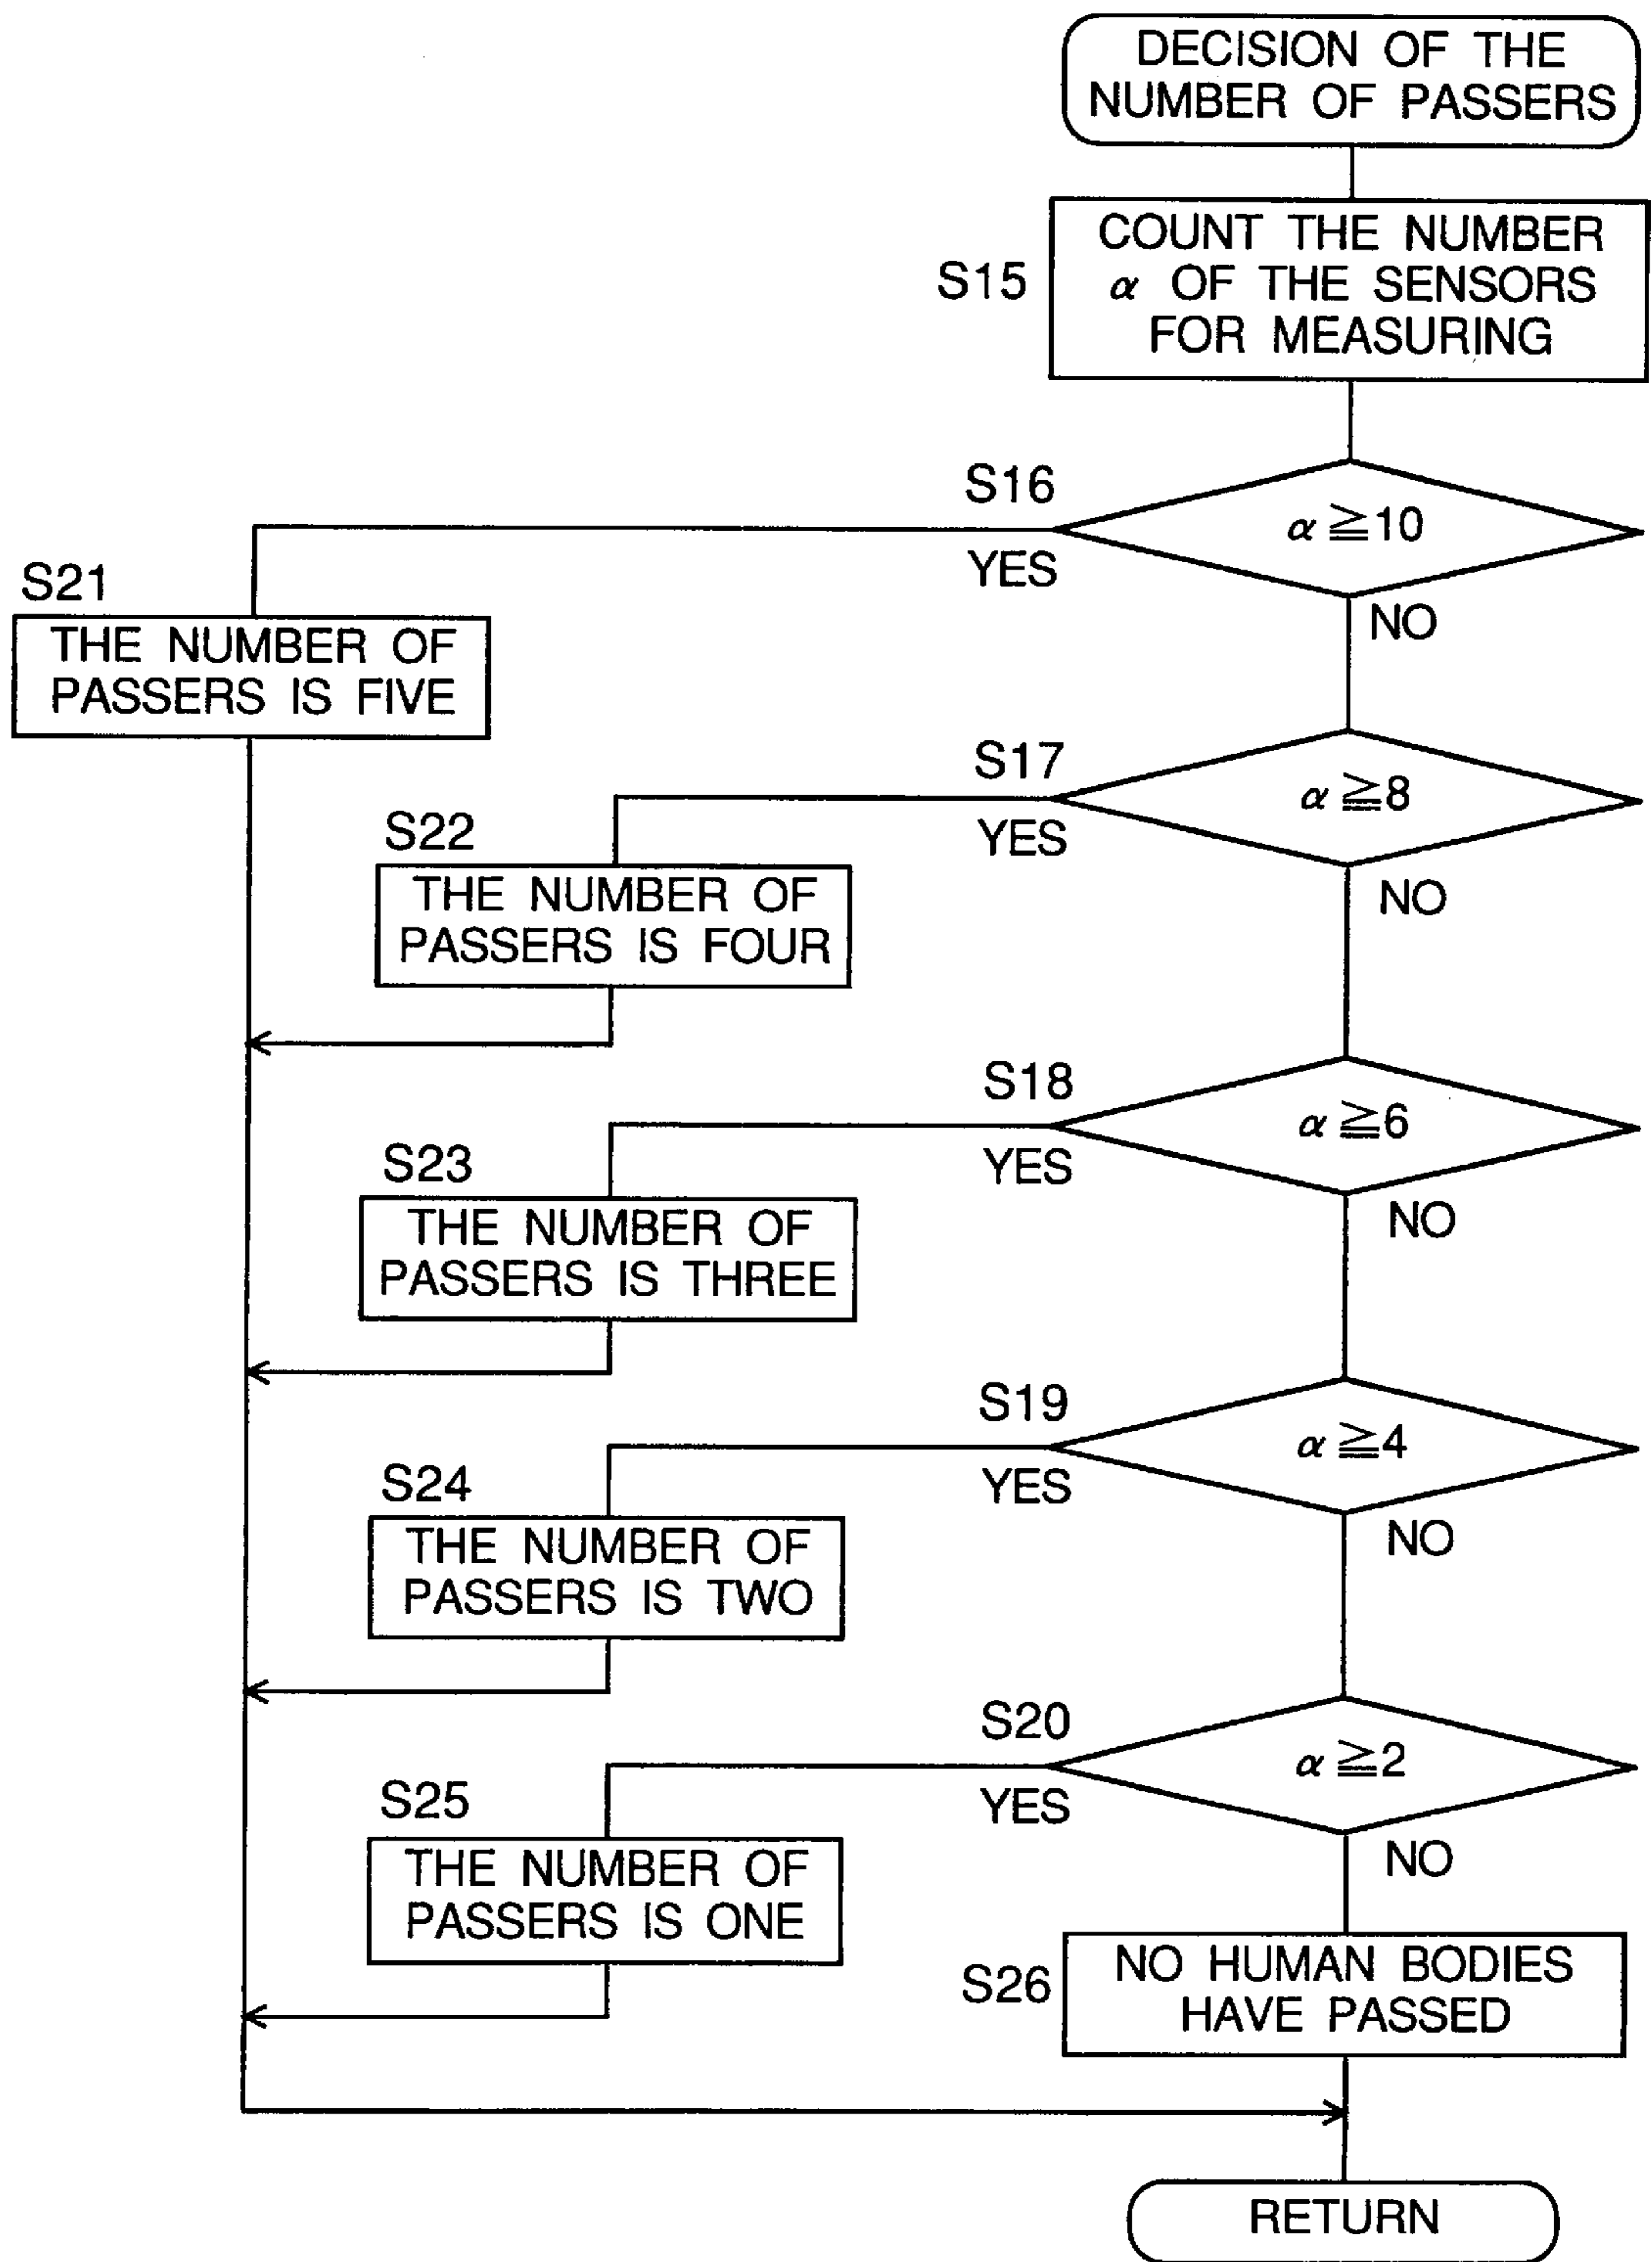 DECISION OF THE
NUMBER OF PASSERS
S15
COUNT THE NUMBER
α OF THE SENSORS
FOR MEASURING
S16
α ≧10
YES
NO
S21
THE NUMBER OF
PASSERS IS FIVE
S17
α ≧8
YES
NO
S22
THE NUMBER OF
PASSERS IS FOUR
S18
α ≧6
YES
NO
S23
THE NUMBER OF
PASSERS IS THREE
S19
α ≧4
YES
NO
S24
THE NUMBER OF
PASSERS IS TWO
S20
α ≧2
YES
NO
S25
THE NUMBER OF
PASSERS IS ONE
S26
NO HUMAN BODIES
HAVE PASSED
RETURN